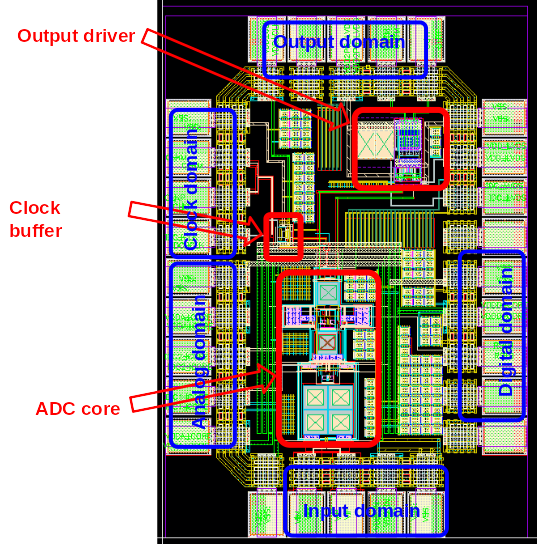 Output driver
Output domain
Clock domain
Clock
buffer
Analog domain
Digital domain
ADC core
Input domain